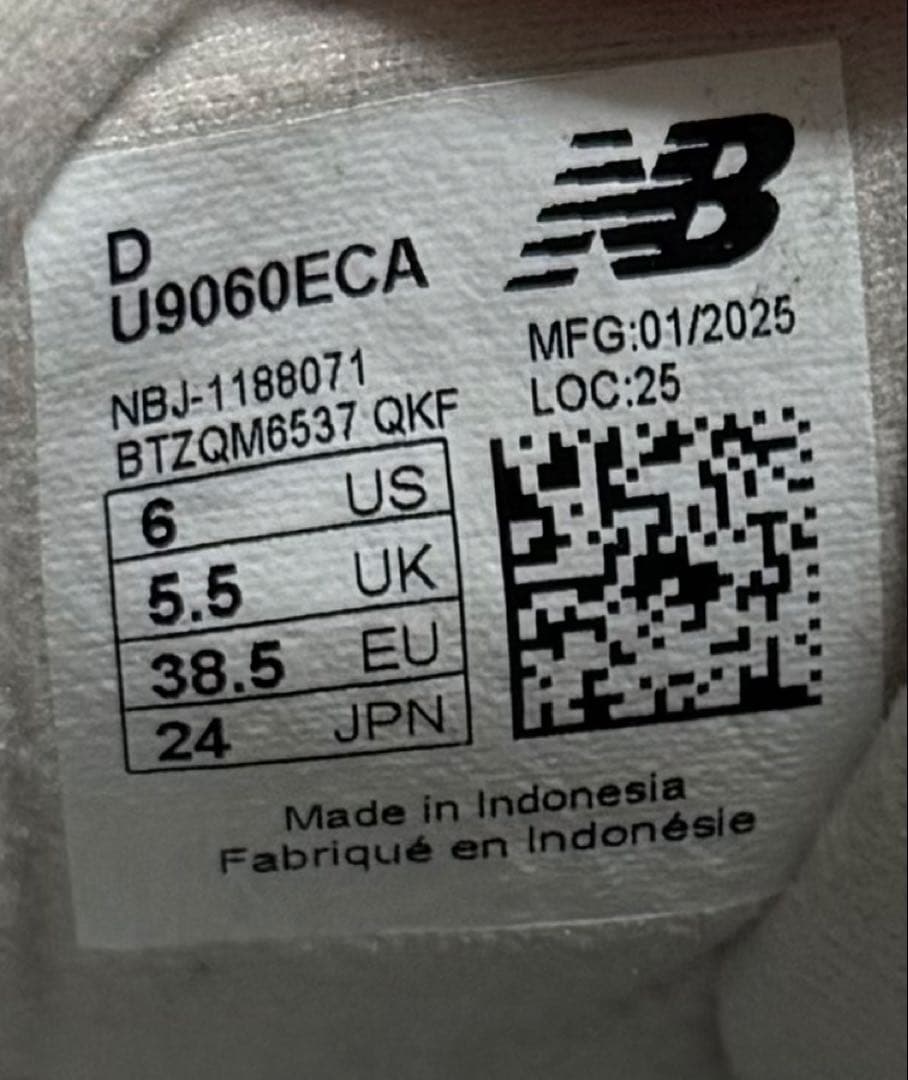 NB
D
U9060ECA
NBJ-1188071
BTZQM6537 QKF
MFG:01/2025
LOC:25
6 US
5.5 UK
38.5 EU
24 JPN
Made in Indonesia
Fabriqué en Indonésie